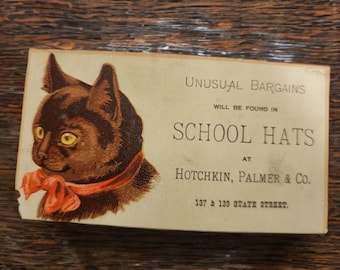 UNUSUAL BARGAINS
WILL BE FOUND IN
SCHOOL HATS
AT
HOTCHKIN, PALMER & CO.
137 & 139 STATE STREET.